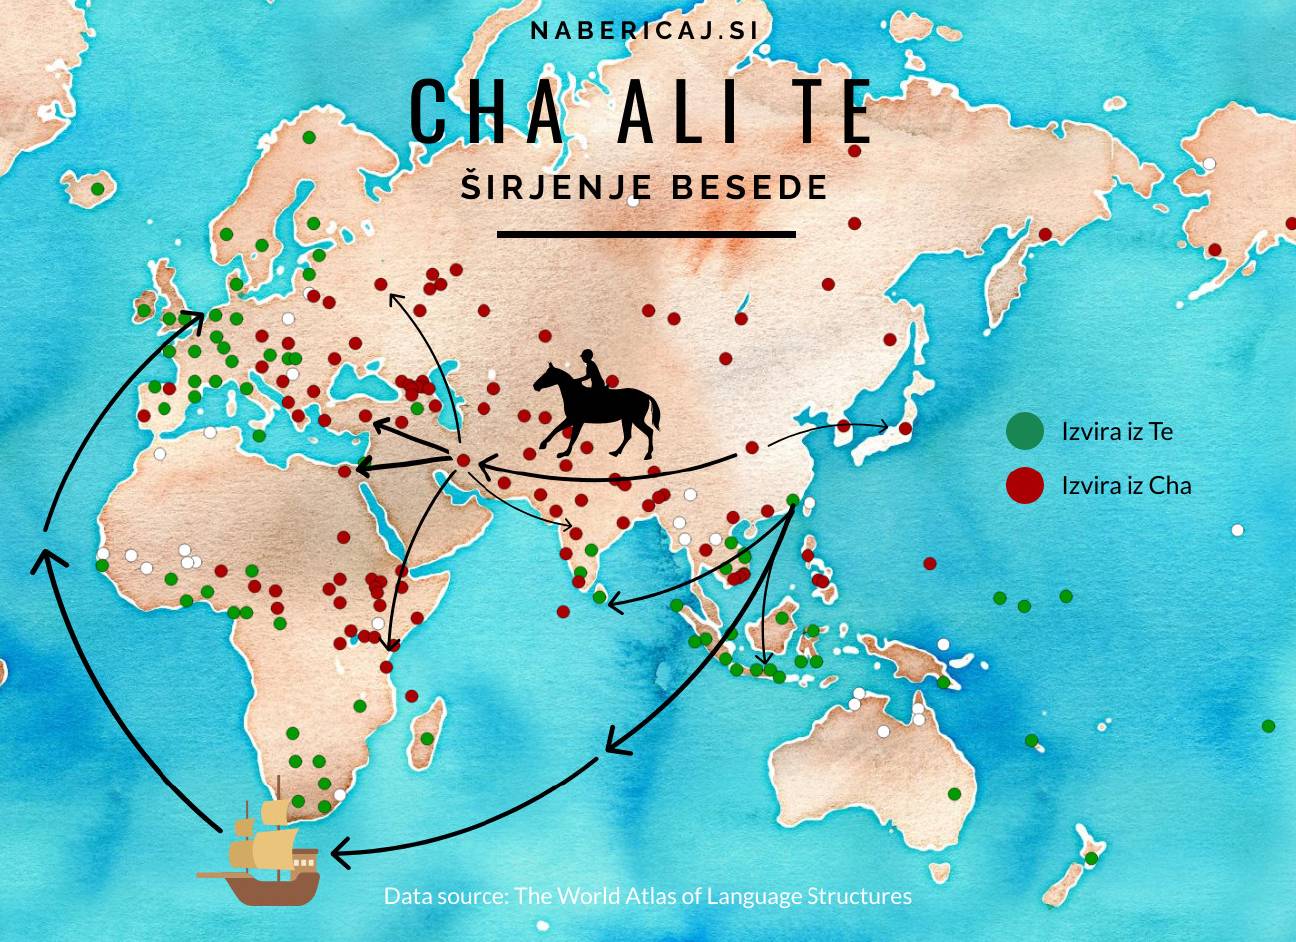 NABERICAJ.SI
CHA ALI TE
ŠIRJENJE BESEDE
Izvira iz Te
Izvira iz Cha
Data source: The World Atlas of Language Structures